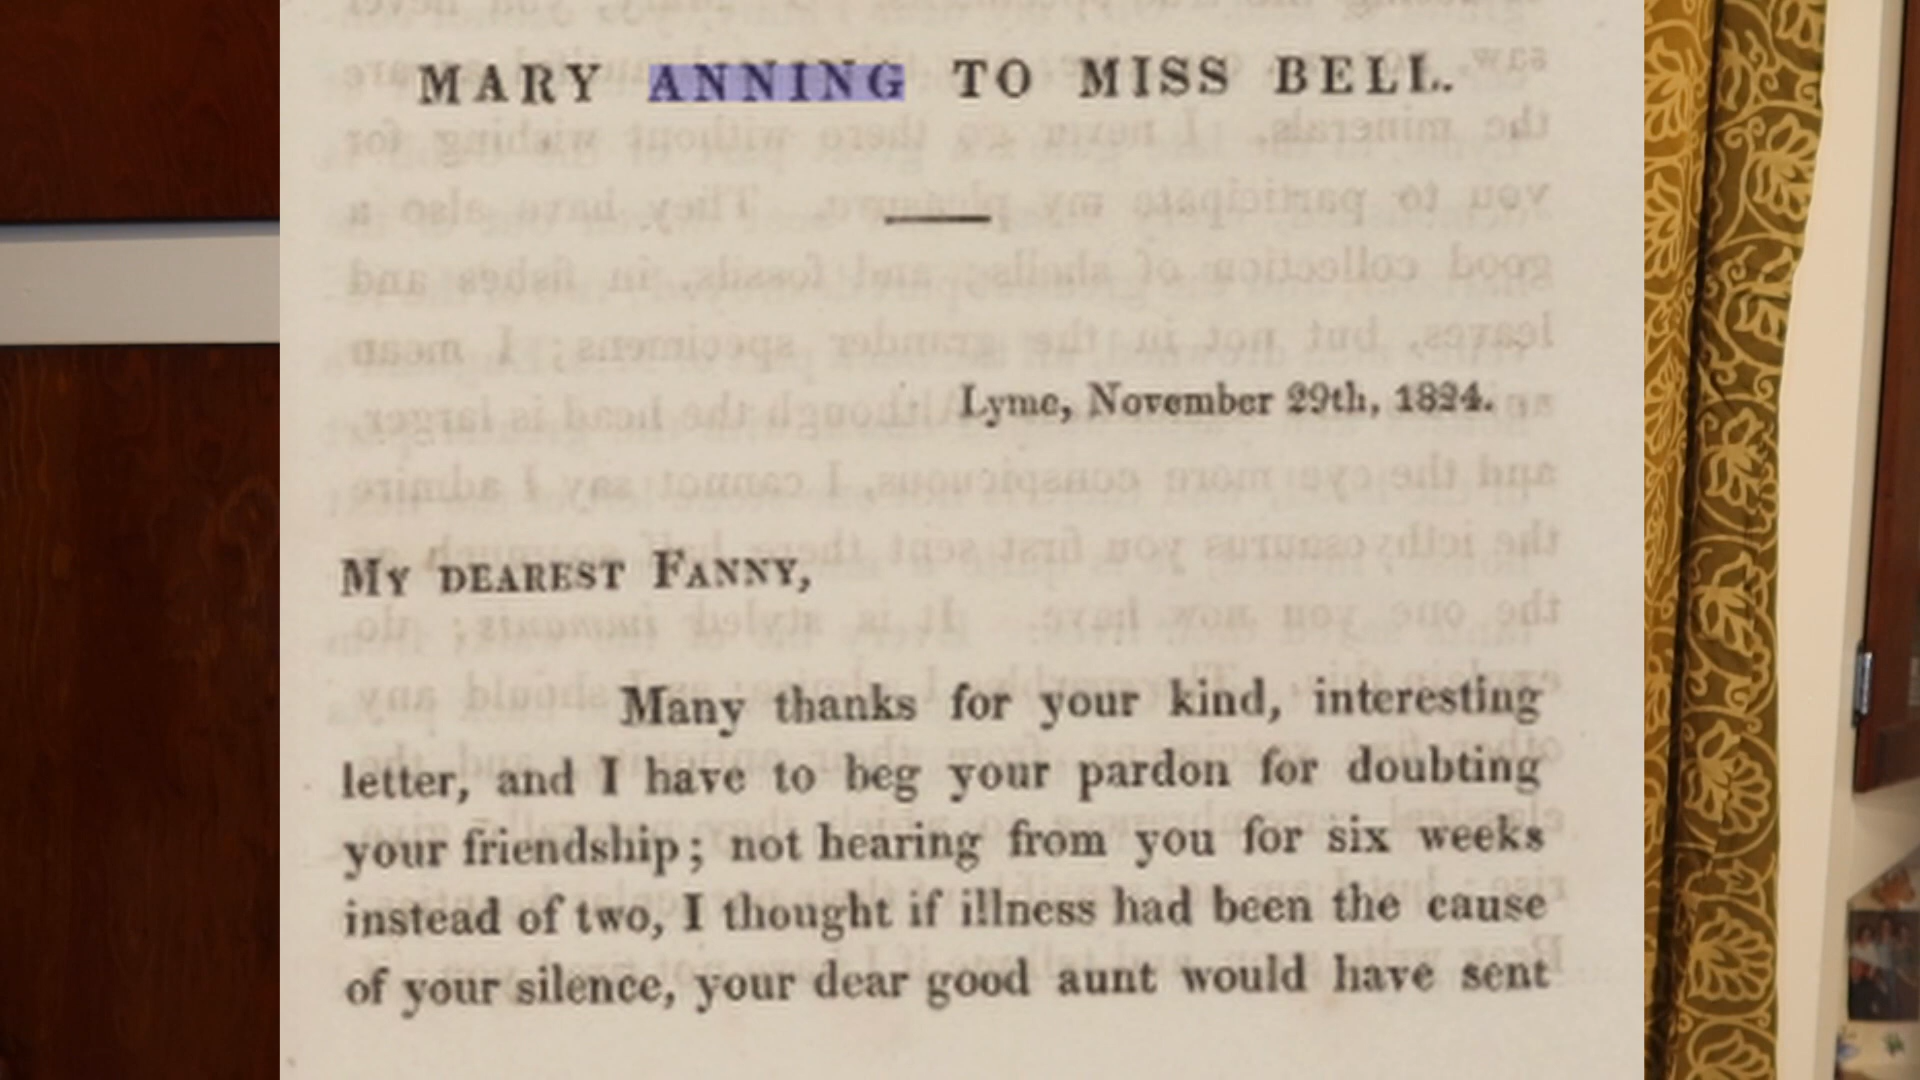 MARY ANNING TO MISS BELL.
Lyme, November 29th, 1824.
MY DEAREST FANNY,
Many thanks for your kind, interesting
letter, and I have to beg your pardon for doubting
your friendship; not hearing from you for six weeks
instead of two, I thought if illness had been the cause
of your silence, your dear good aunt would have sent